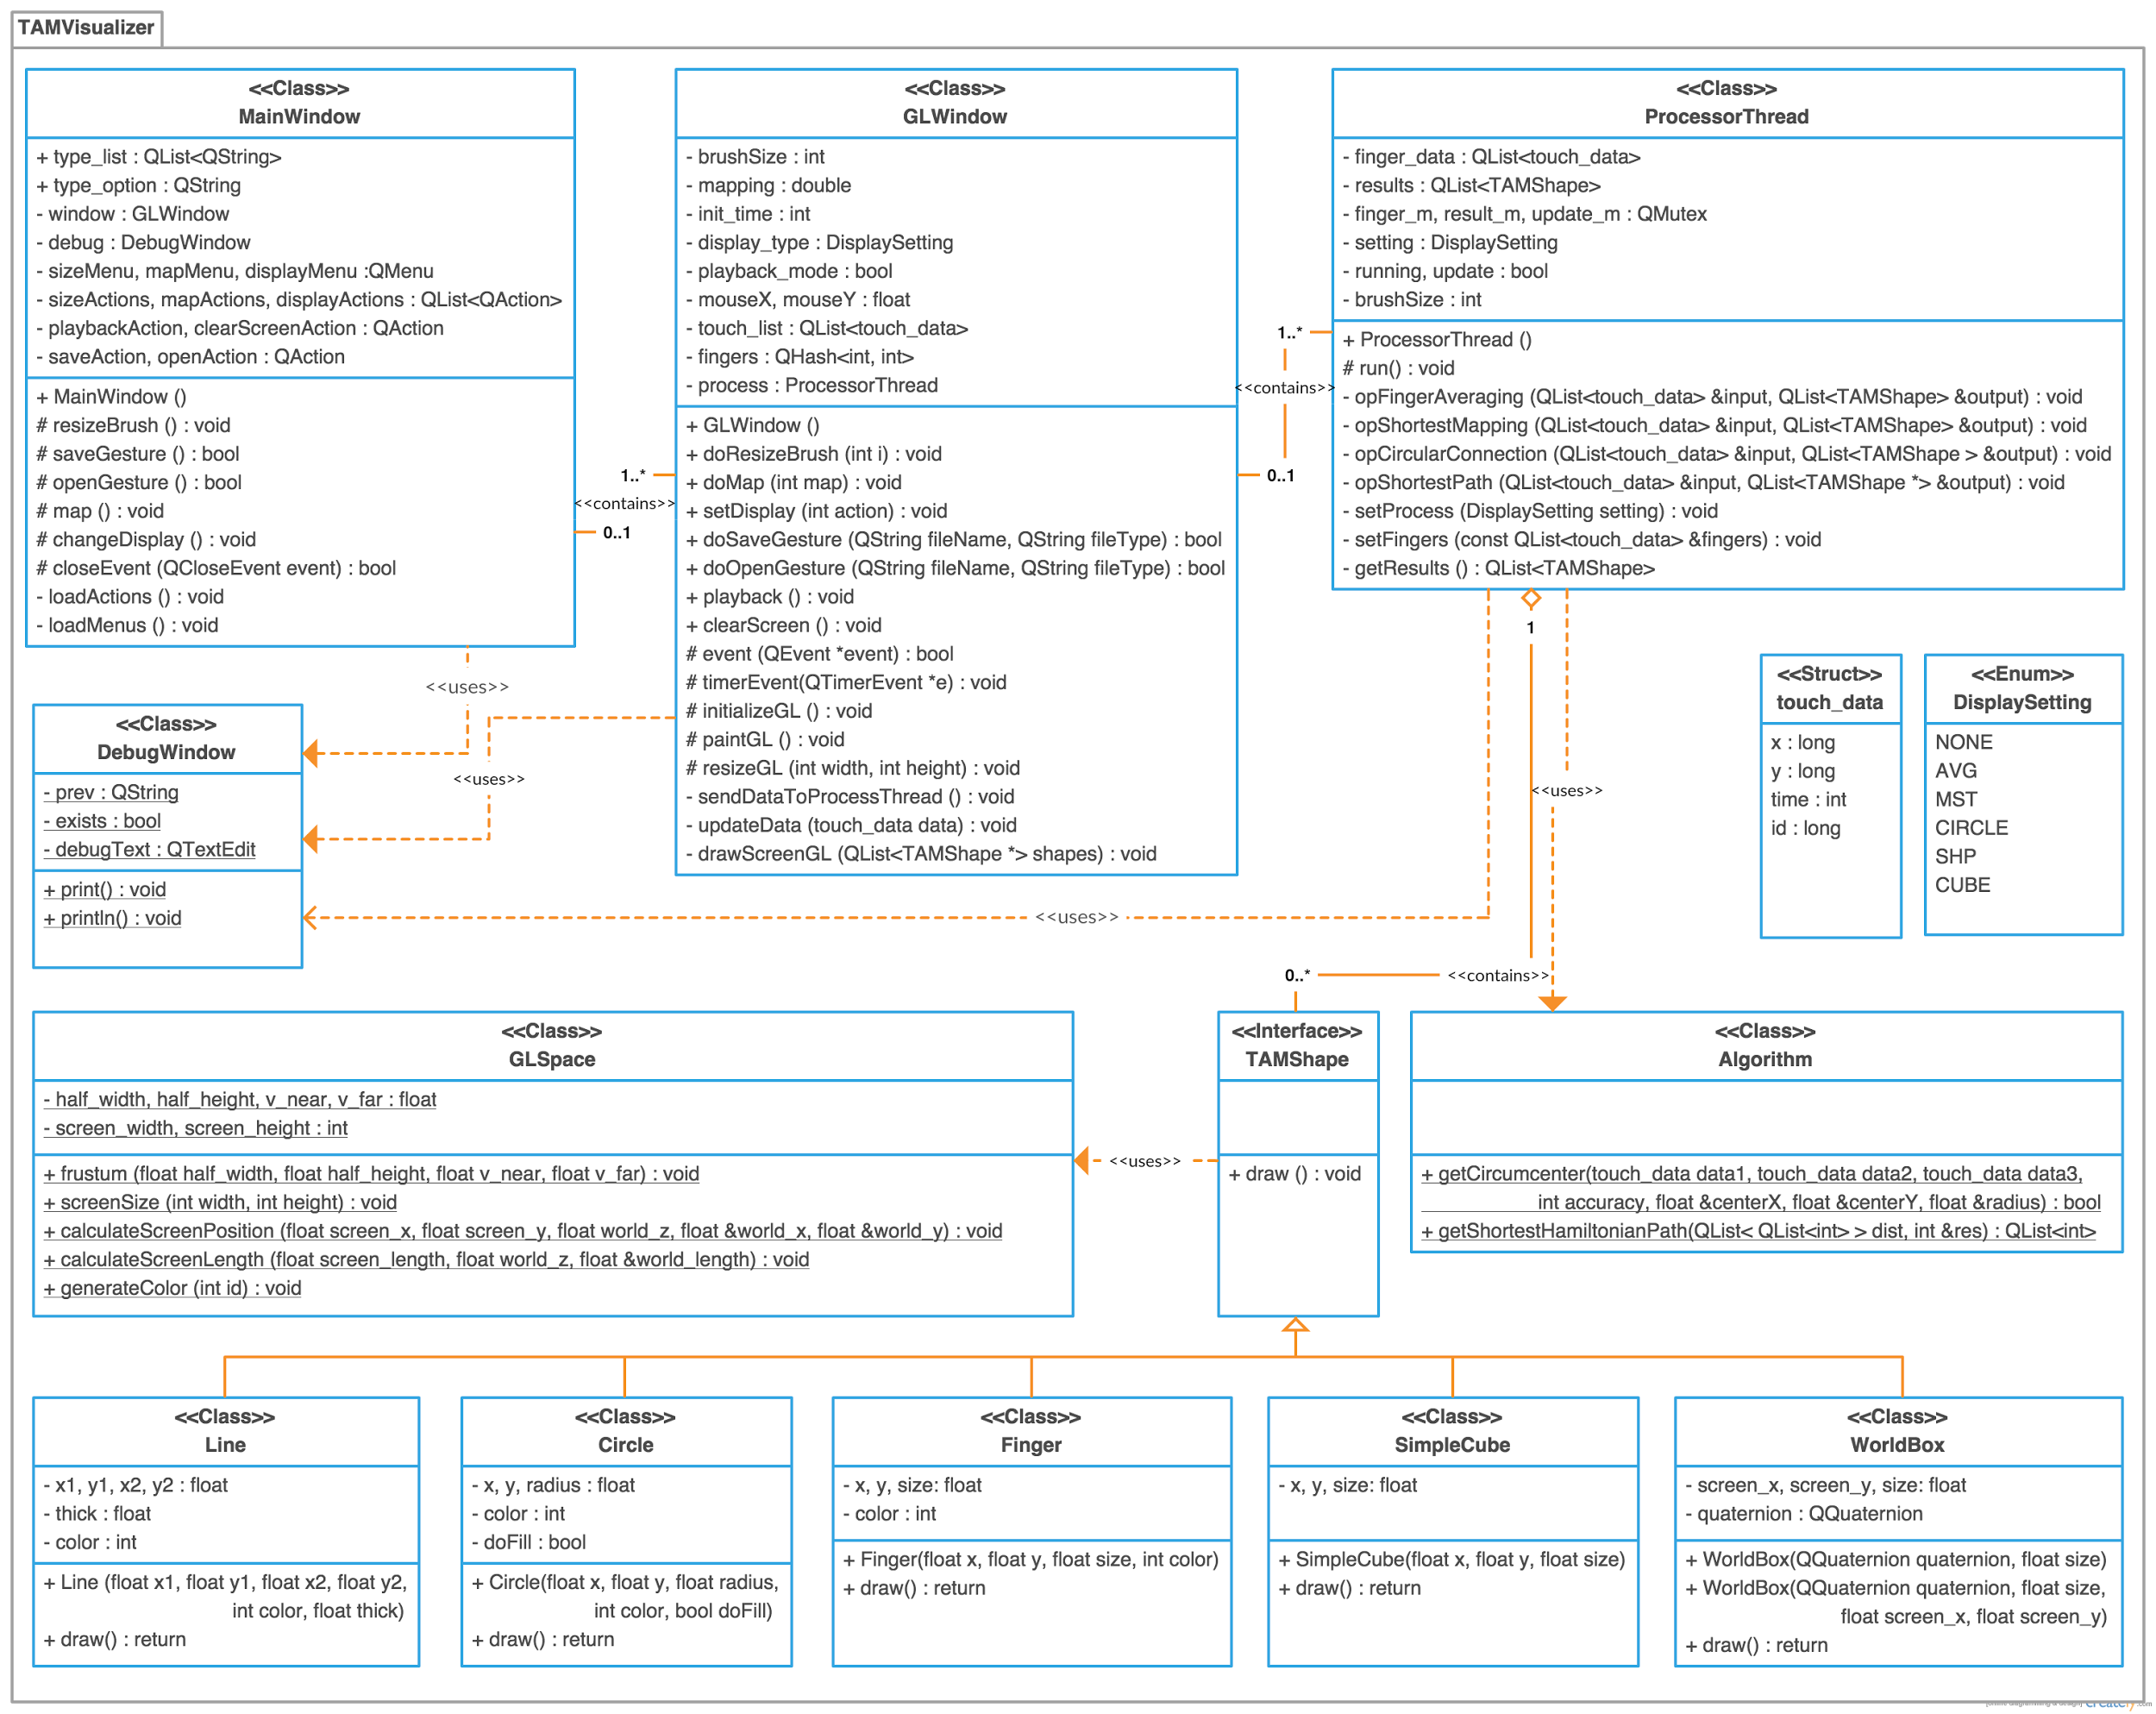 TAMVisualizer
<<Class>>
MainWindow
+ type_list : QList<QString>
+ type_option : QString
- window : GLWindow
- debug : DebugWindow
- sizeMenu, mapMenu, displayMenu :QMenu
- sizeActions, mapActions, displayActions : QList<QAction>
- playbackAction, clearScreenAction : QAction
- saveAction, openAction : QAction
+ MainWindow ()
# resizeBrush () : void
# saveGesture () : bool
# openGesture () : bool
# map () : void
# changeDisplay () : void
# closeEvent (QCloseEvent event) : bool
- loadActions () : void
- loadMenus () : void
1..*
<<contains>>
0..1
<<Class>>
GLWindow
- brushSize : int
- mapping : double
- init_time : int
- display_type : DisplaySetting
- playback_mode : bool
- mouseX, mouseY : float
- touch_list : QList<touch_data>
- fingers : QHash<int, int>
- process : ProcessorThread
+ GLWindow ()
+ doResizeBrush (int i) : void
+ doMap (int map) : void
+ setDisplay (int action) : void
+ doSaveGesture (QString fileName, QString fileType) : bool
+ doOpenGesture (QString fileName, QString fileType) : bool
+ playback () : void
+ clearScreen () : void
# event (QEvent *event) : bool
# timerEvent(QTimerEvent *e) : void
# initializeGL () : void
# paintGL () : void
# resizeGL (int width, int height) : void
- sendDataToProcessThread () : void
- updateData (touch_data data) : void
- drawScreenGL (QList<TAMShape *> shapes) : void
1..*
<<contains>>
0..1
<<Class>>
ProcessorThread
- finger_data : QList<touch_data>
- results : QList<TAMShape>
- finger_m, result_m, update_m : QMutex
- setting : DisplaySetting
- running, update : bool
- brushSize : int
+ ProcessorThread ()
# run() : void
- opFingerAveraging (QList<touch_data> &input, QList<TAMShape> &output) : void
- opShortestMapping (QList<touch_data> &input, QList<TAMShape> &output) : void
- opCircularConnection (QList<touch_data> &input, QList<TAMShape > &output) : void
- opShortestPath (QList<touch_data> &input, QList<TAMShape *> &output) : void
- setProcess (DisplaySetting setting) : void
- setFingers (const QList<touch_data> &fingers) : void
- getResults () : QList<TAMShape>
1
<<uses>>
<<uses>>
<<uses>>
<<uses>>
<<Class>>
DebugWindow
- prev : QString
- exists : bool
- debugText : QTextEdit
+ print() : void
+ println() : void
<<Struct>>
touch_data
x : long
y : long
time : int
id : long
<<Enum>>
DisplaySetting
NONE
AVG
MST
CIRCLE
SHP
CUBE
0..*
<<contains>>
<<Class>>
GLSpace
- half_width, half_height, v_near, v_far : float
- screen_width, screen_height : int
+ frustum (float half_width, float half_height, float v_near, float v_far) : void
+ screenSize (int width, int height) : void
+ calculateScreenPosition (float screen_x, float screen_y, float world_z, float &world_x, float &world_y) : void
+ calculateScreenLength (float screen_length, float world_z, float &world_length) : void
+ generateColor (int id) : void
<<uses>>
<<Interface>>
TAMShape
+ draw () : void
<<Class>>
Algorithm
+ getCircumcenter(touch_data data1, touch_data data2, touch_data data3,
int accuracy, float &centerX, float &centerY, float &radius) : bool
+ getShortestHamiltonianPath(QList< QList<int> > dist, int &res) : QList<int>
<<Class>>
Line
- x1, y1, x2, y2 : float
- thick : float
- color : int
+ Line (float x1, float y1, float x2, float y2,
int color, float thick)
+ draw() : return
<<Class>>
Circle
- x, y, radius : float
- color : int
- doFill : bool
+ Circle(float x, float y, float radius,
int color, bool doFill)
+ draw() : return
<<Class>>
Finger
- x, y, size: float
- color : int
+ Finger(float x, float y, float size, int color)
+ draw() : return
<<Class>>
SimpleCube
- x, y, size: float
+ SimpleCube(float x, float y, float size)
+ draw() : return
<<Class>>
WorldBox
- screen_x, screen_y, size: float
- quaternion : QQuaternion
+ WorldBox(QQuaternion quaternion, float size)
+ WorldBox(QQuaternion quaternion, float size,
float screen_x, float screen_y)
+ draw() : return